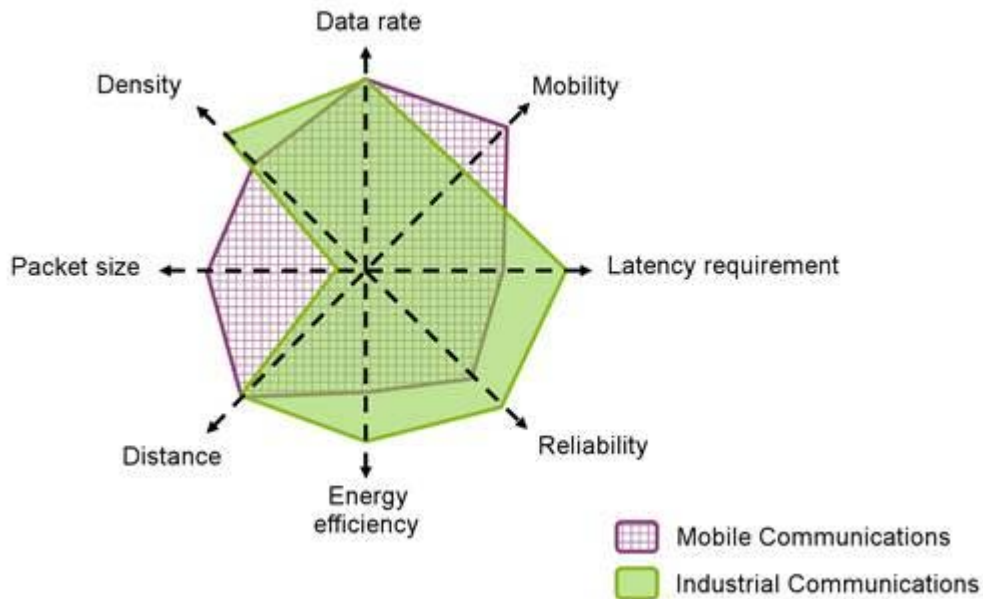 Data rate
Density
Mobility
Packet size
Latency requirement
Distance
Reliability
Energy
efficiency
Mobile Communications
Industrial Communications